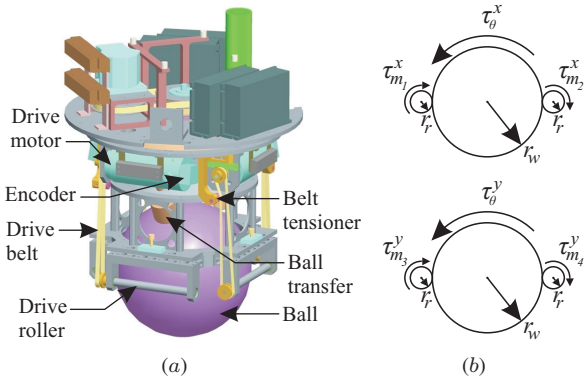 Drive
motor
Encoder
Drive
belt
Drive
roller
Belt
tensioner
Ball
transfer
Ball
(a)
τ_θ^x
τ_{m_1}^x
τ_{m_2}^x
r_r
r_r
r_w
τ_θ^y
τ_{m_3}^y
τ_{m_4}^y
r_r
r_r
r_w
(b)